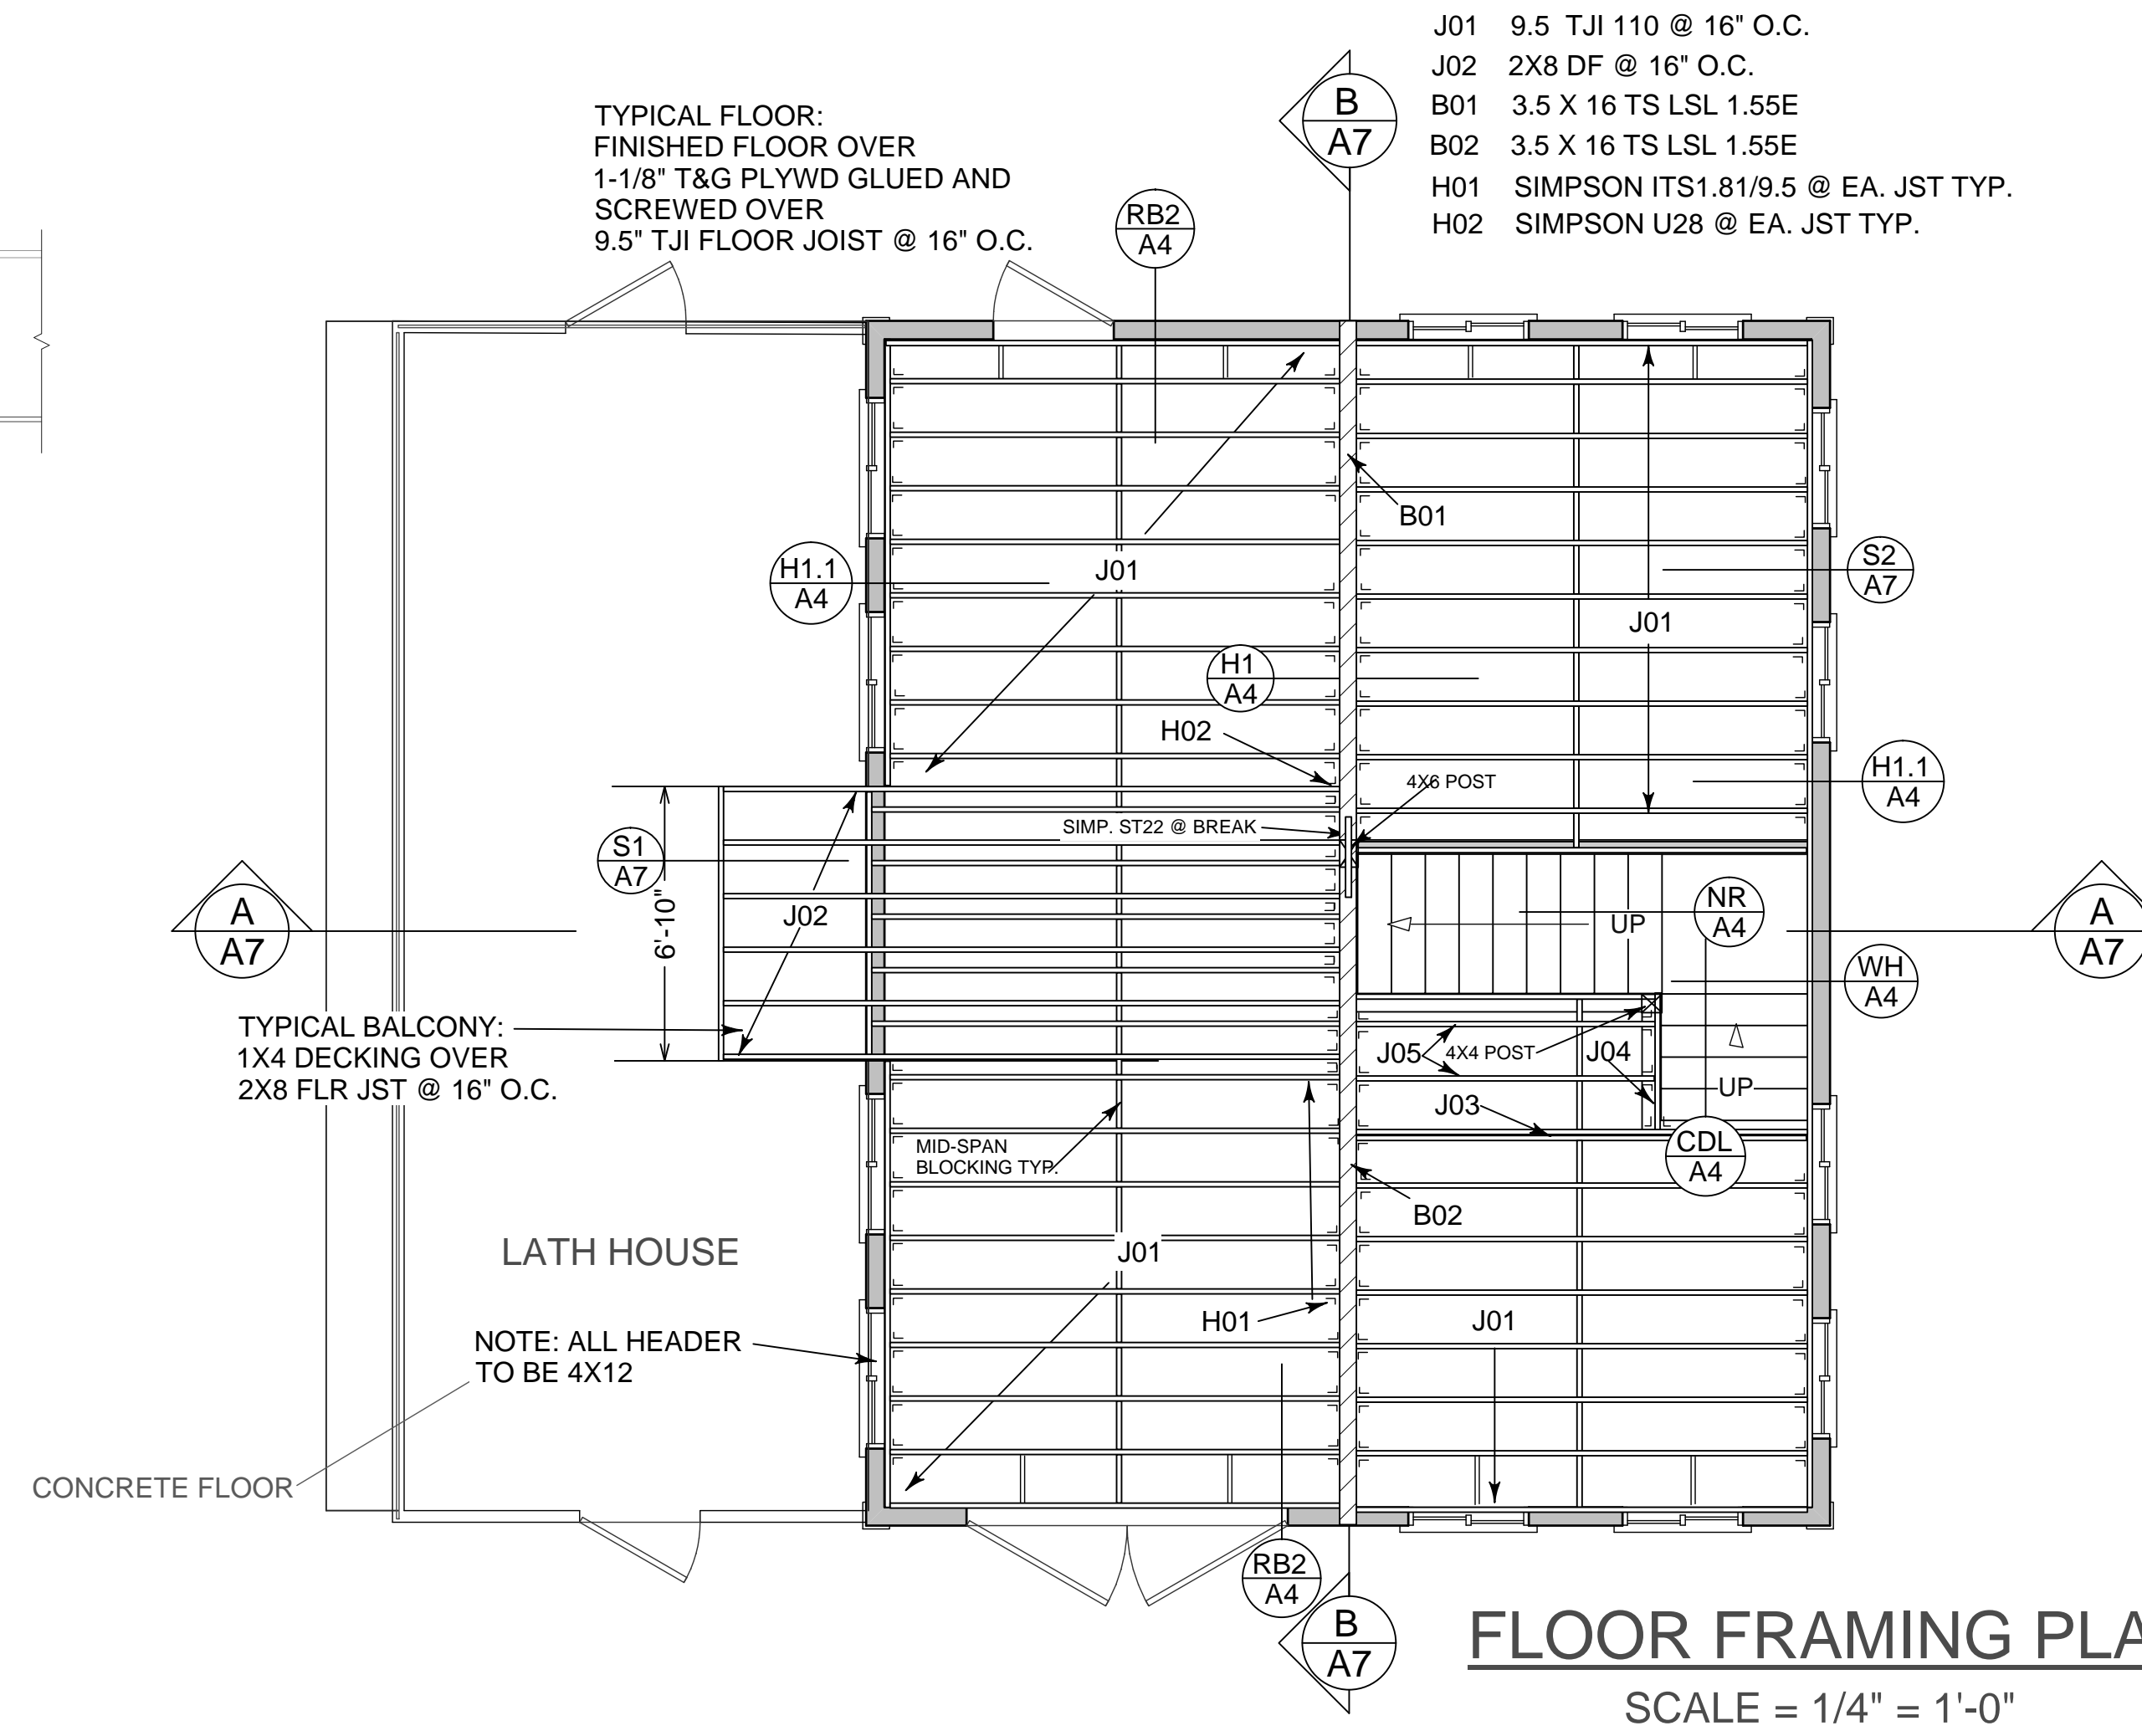 J01 9.5 TJI 110 @ 16" O.C.
J02 2X8 DF @ 16" O.C.
B01 3.5 X 16 TS LSL 1.55E
B02 3.5 X 16 TS LSL 1.55E
H01 SIMPSON ITS1.81/9.5 @ EA. JST TYP.
H02 SIMPSON U28 @ EA. JST TYP.
B
A7
TYPICAL FLOOR:
FINISHED FLOOR OVER
1-1/8" T&G PLYWD GLUED AND
SCREWED OVER
9.5" TJI FLOOR JOIST @ 16" O.C.
RB2
A4
B01
H1.1
A4
J01
S2
A7
J01
H1
A4
H02
4X6 POST
H1.1
A4
SIMP. ST22 @ BREAK
S1
A7
6'-10"
J02
A
A7
UP
NR
A4
A
A7
WH
A4
TYPICAL BALCONY:
1X4 DECKING OVER
2X8 FLR JST @ 16" O.C.
J05
4X4 POST
J04
UP
J03
MID-SPAN
BLOCKING TYP.
CDL
A4
B02
LATH HOUSE
J01
H01
J01
NOTE: ALL HEADER
TO BE 4X12
CONCRETE FLOOR
RB2
A4
B
A7
FLOOR FRAMING PLA
SCALE = 1/4" = 1'-0"